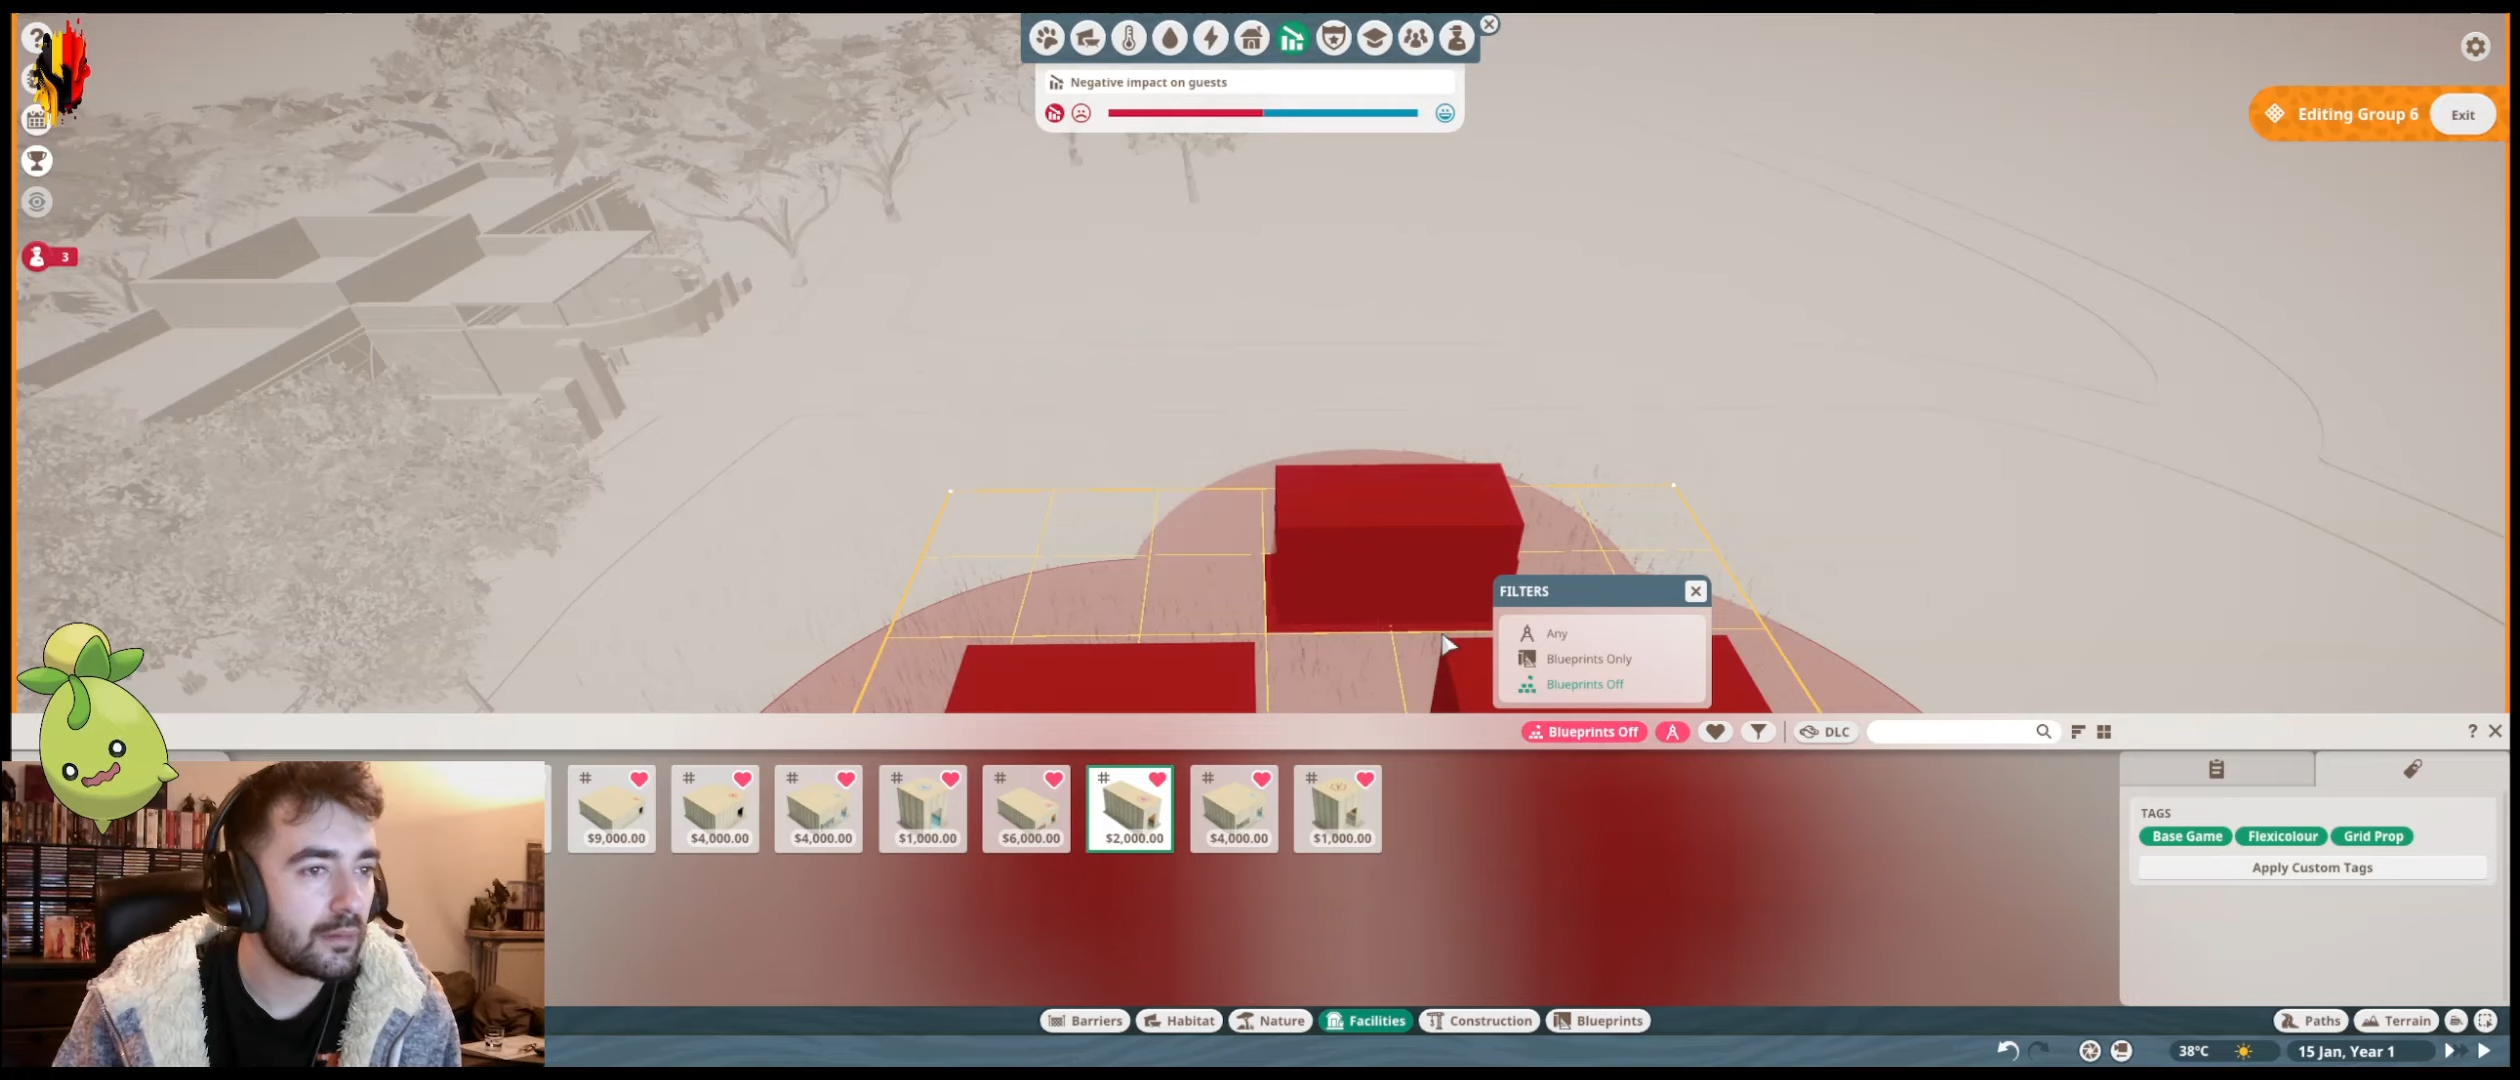 ?
Negative impact on guests
Editing Group 6
Exit
3
FILTERS
Any
Blueprints Only
Blueprints Off
Blueprints Off
DLC
?
# $9,000.00
# $4,000.00
# $4,000.00
# $1,000.00
# $6,000.00
# $2,000.00
# $4,000.00
# $1,000.00
TAGS
Base Game
Flexicolour
Grid Prop
Apply Custom Tags
Barriers
Habitat
Nature
Facilities
Construction
Blueprints
Paths
Terrain
38°C
15 Jan, Year 1